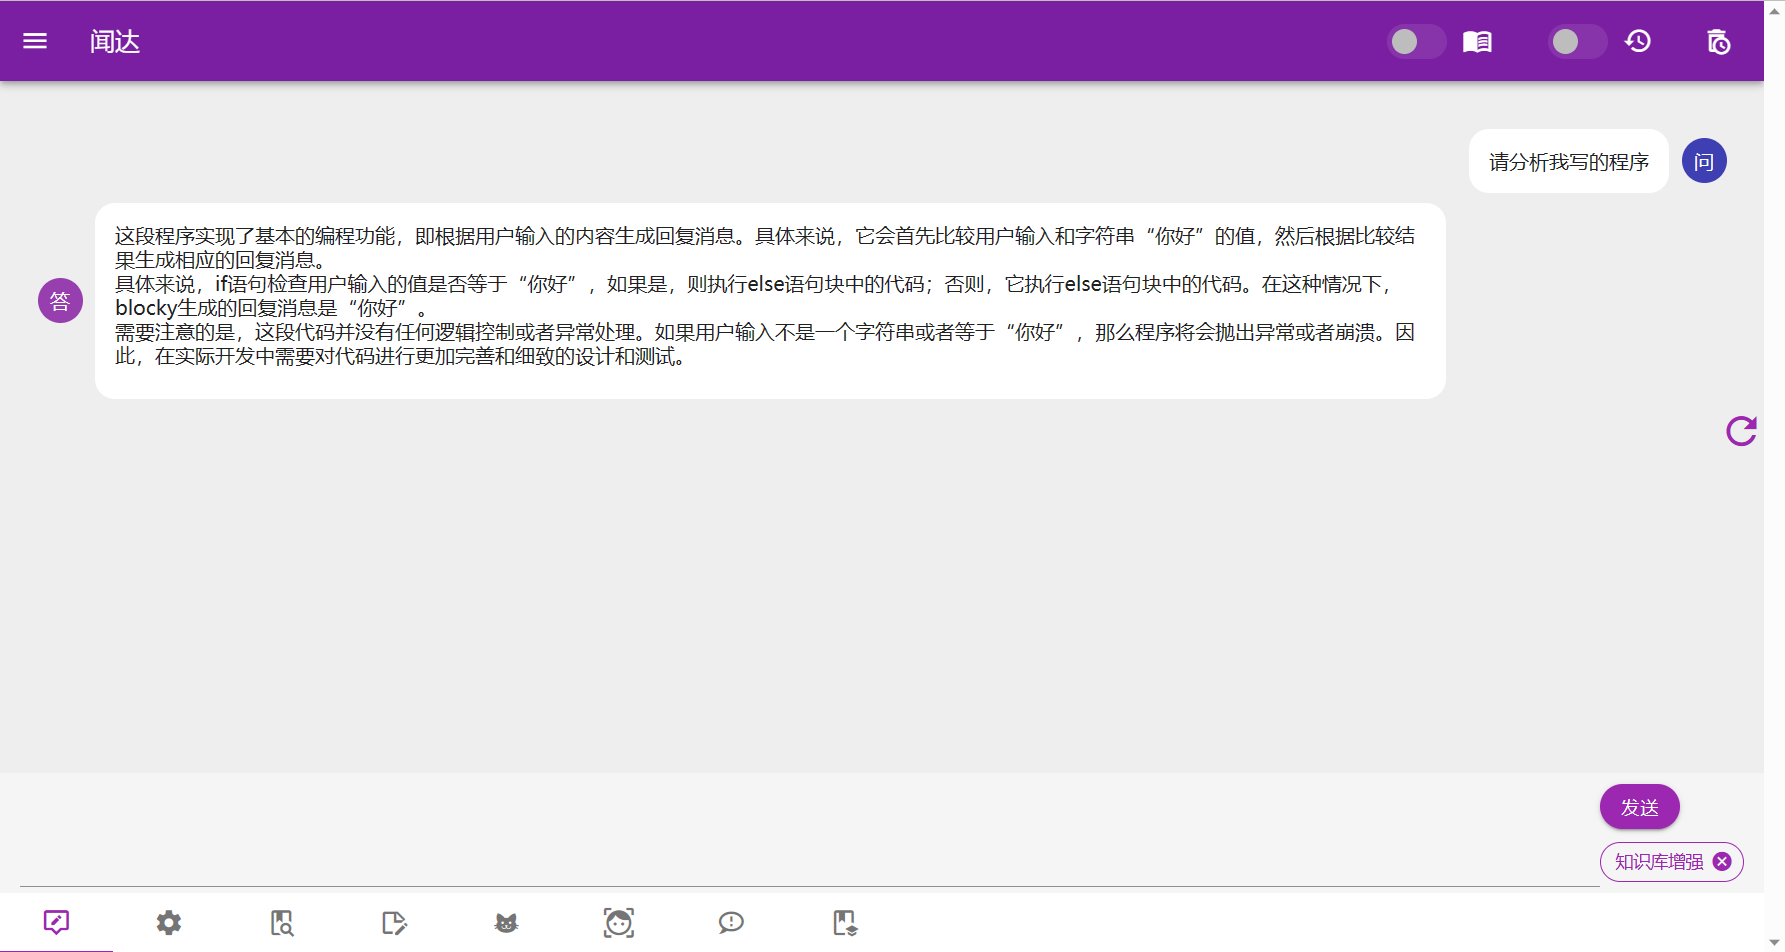 闻达
请分析我写的程序
问
答
这段程序实现了基本的编程功能，即根据用户输入的内容生成回复消息。具体来说，它会首先比较用户输入和字符串“你好”的值，然后根据比较结
果生成相应的回复消息。
具体来说，if语句检查用户输入的值是否等于“你好”，如果是，则执行else语句块中的代码；否则，它执行else语句块中的代码。在这种情况下，
blocky生成的回复消息是“你好”。
需要注意的是，这段代码并没有任何逻辑控制或者异常处理。如果用户输入不是一个字符串或者等于“你好”，那么程序将会抛出异常或者崩溃。因
此，在实际开发中需要对代码进行更加完善和细致的设计和测试。
发送
知识库增强